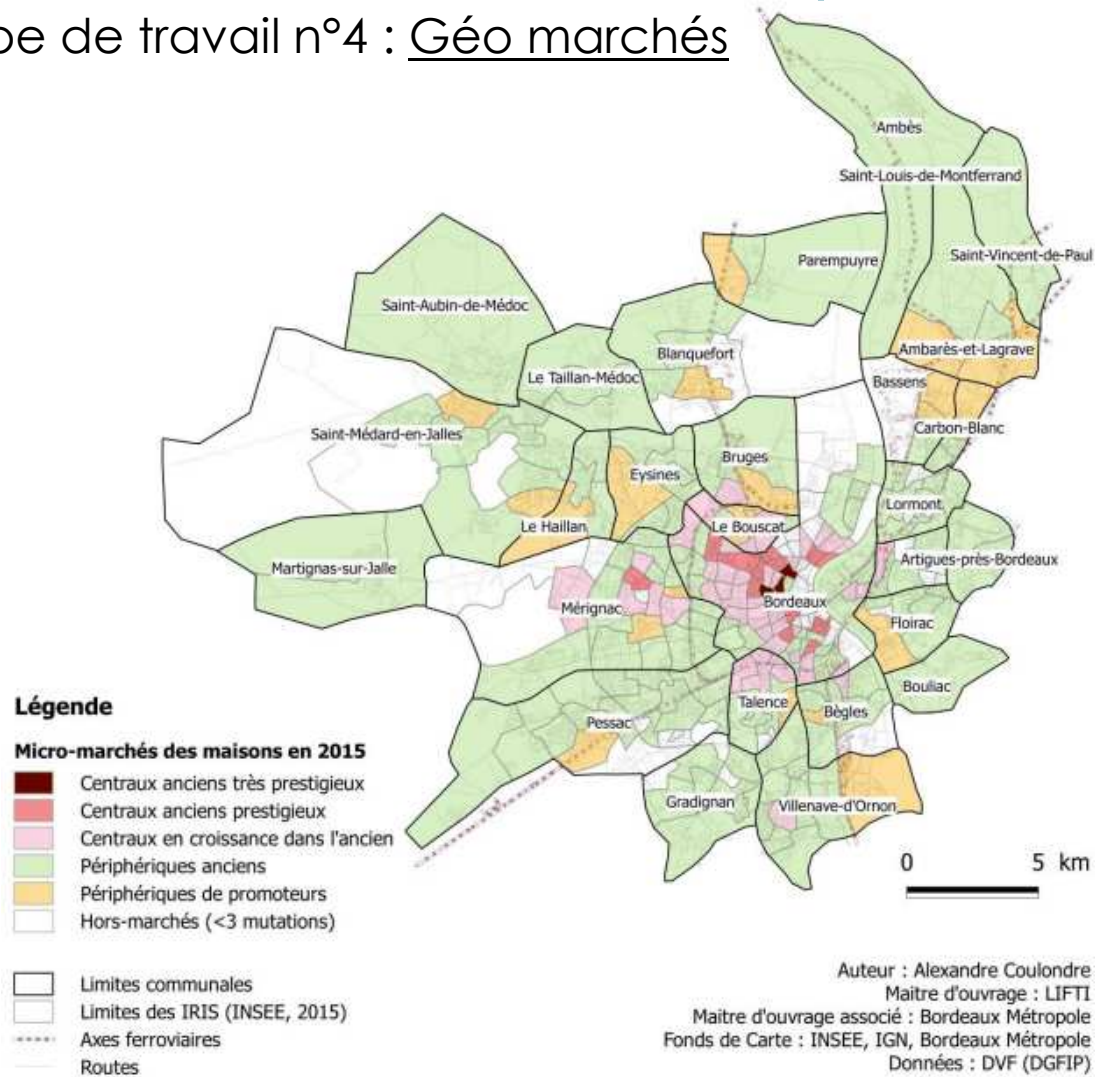 pe de travail n°4 : Géo marchés
Ambès
Saint-Louis-de-Montferrand
Saint-Vincent-de-Paul
Parempuyre
Saint-Aubin-de-Médoc
Ambarès-et-Lagrave
Blanquefort
Le Taillan-Médoc
Bassens
Carbon-Blanc
Saint-Médard-en-Jalles
Bruges
Eysines
Lormont
Le Haillan
Le Bouscat
Artigues-près-Bordeaux
Martignas-sur-Jalle
Mérignac
Bordeaux
Floirac
Bouliac
Talence
Bègles
Pessac
Gradignan
Villenave-d'Ornon
Légende
Micro-marchés des maisons en 2015
Centraux anciens très prestigieux
Centraux anciens prestigieux
Centraux en croissance dans l'ancien
Périphériques anciens
Périphériques de promoteurs
Hors-marchés (<3 mutations)
Limites communales
Limites des IRIS (INSEE, 2015)
Axes ferroviaires
Routes
0 5 km
Auteur : Alexandre Coulondre
Maitre d'ouvrage : LIFTI
Maitre d'ouvrage associé : Bordeaux Métropole
Fonds de Carte : INSEE, IGN, Bordeaux Métropole
Données : DVF (DGFIP)